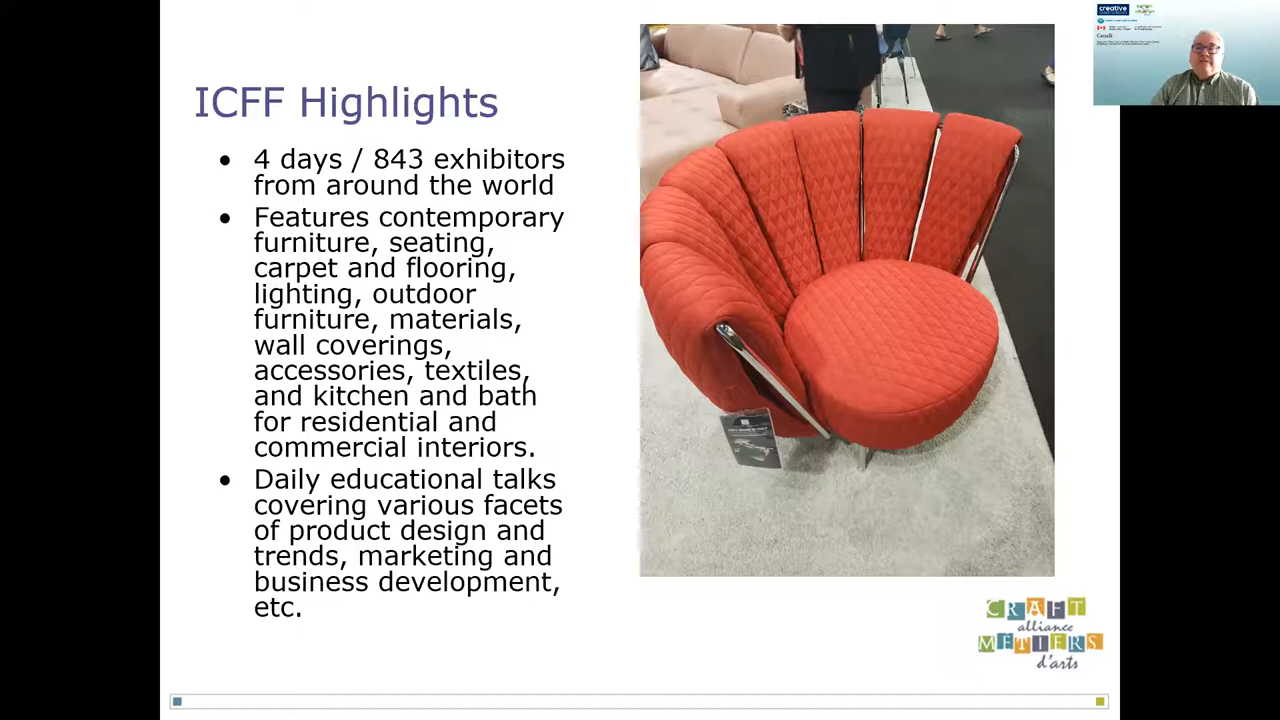 creative
Canada
ICFF Highlights
• 4 days / 843 exhibitors
from around the world
• Features contemporary
furniture, seating,
carpet and flooring,
lighting, outdoor
furniture, materials,
wall coverings,
accessories, textiles,
and kitchen and bath
for residential and
commercial interiors.
• Daily educational talks
covering various facets
of product design and
trends, marketing and
business development,
etc.
CRAFT
alliance
METIERS
d'arts